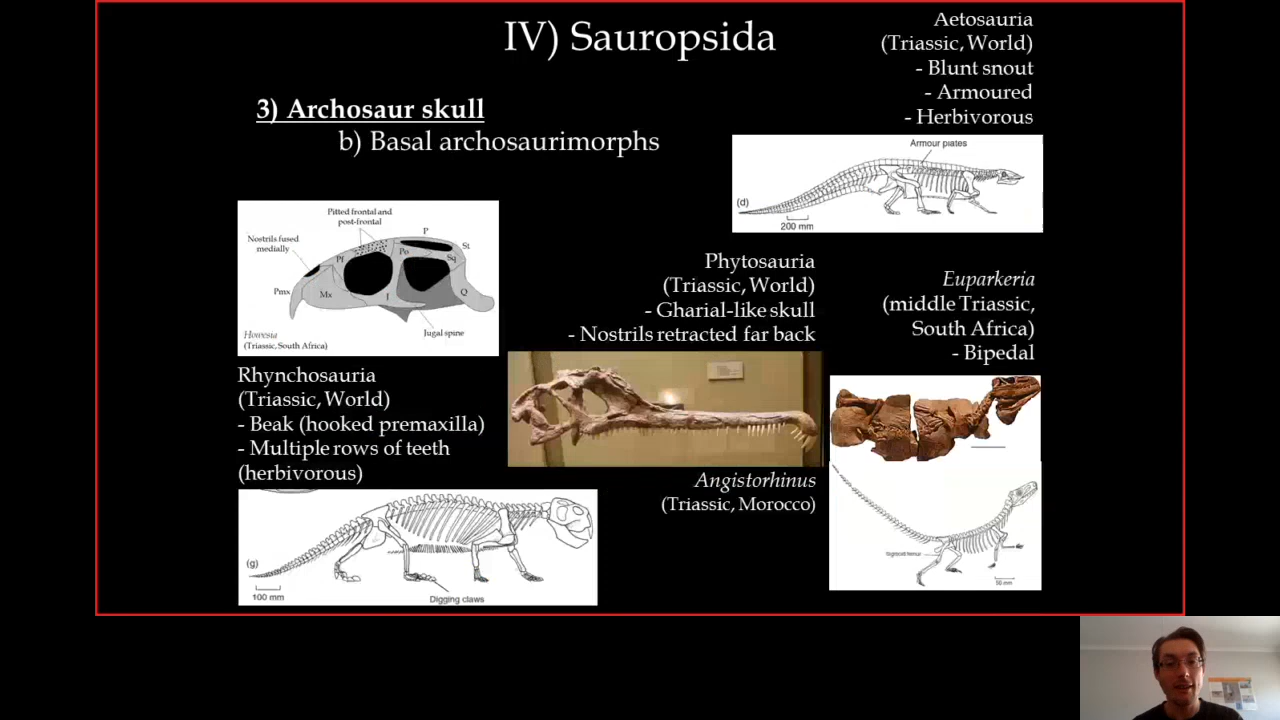 IV) Sauropsida
3) Archosaur skull
b) Basal archosaurimorphs
Aetosauria
(Triassic, World)
- Blunt snout
- Armoured
- Herbivorous
Armour plates
(d)
200 mm
Pitted frontal and
post-frontal
Nostrils fused
medially
P
St
Po
Sq
Pf
Pmx
Mx
J
Q
Jugal spine
Howesia
(Triassic, South Africa)
Rhynchosauria
(Triassic, World)
- Beak (hooked premaxilla)
- Multiple rows of teeth
(herbivorous)
(g)
100 mm
Digging claws
Phytosauria
(Triassic, World)
- Gharial-like skull
- Nostrils retracted far back
Angistorhinus
(Triassic, Morocco)
Euparkeria
(middle Triassic,
South Africa)
- Bipedal
Sigmoid femur
50 mm